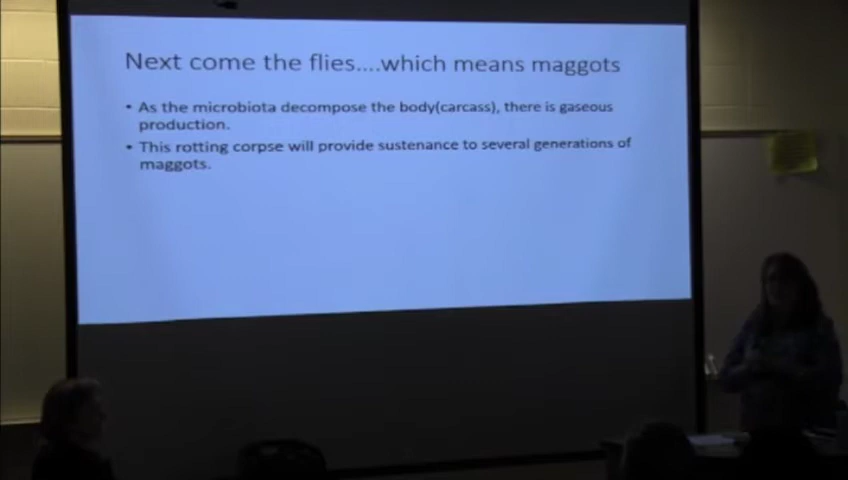 Next come the flies....which means maggots
• As the microbiota decompose the body(carcass), there is gaseous
production.
• This rotting corpse will provide sustenance to several generations of
maggots.